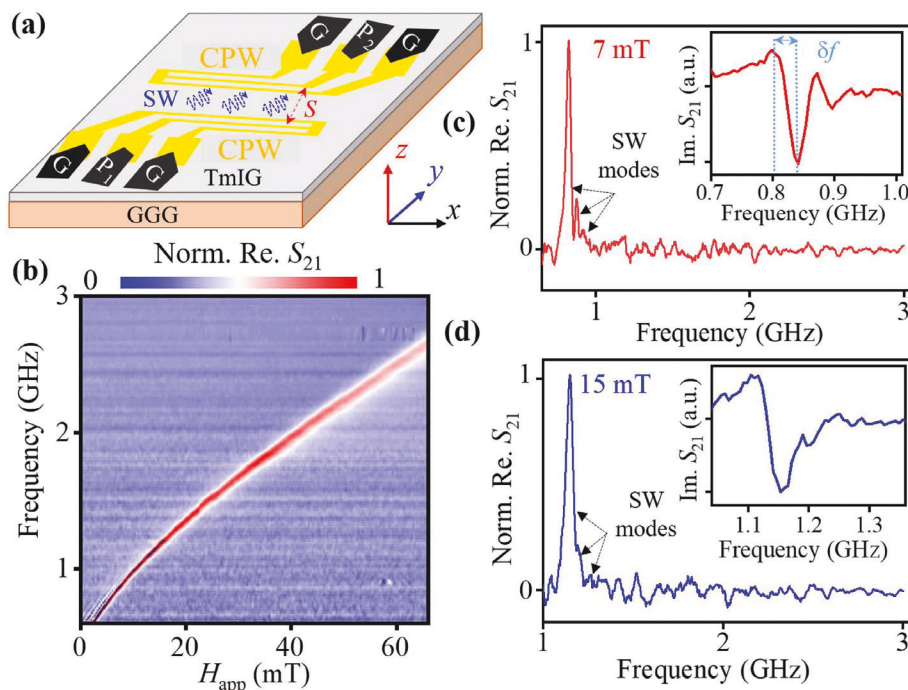 (a)
G
P2
G
CPW
SW
S
CPW
G
P1
G
TmIG
GGG
z
y
x
(b)
Norm. Re. S21
0
1
3
2
1
Frequency (GHz)
0
20
40
60
Happ (mT)
(c)
7 mT
1
0
Norm. Re. S21
SW
modes
1
2
3
Frequency (GHz)
δf
Im. S21 (a.u.)
0.7
0.8
0.9
1.0
Frequency (GHz)
(d)
15 mT
1
0
Norm. Re. S21
SW
modes
1
2
3
Frequency (GHz)
Im. S21 (a.u.)
1.1
1.2
1.3
Frequency (GHz)